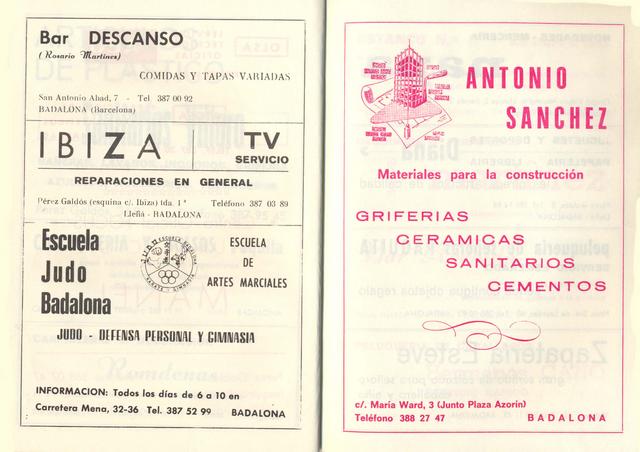 Bar DESCANSO
( Rosario Martínez )
COMIDAS Y TAPAS VARIADAS
San Antonio Abad, 7 - Tel 387 00 92
BADALONA (Barcelona)
IBIZA TV
SERVICIO
REPARACIONES EN GENERAL
Pérez Galdós (esquina c/. Ibiza) tda. 1ª Teléfono 387 03 89
Llefiá - BADALONA
Escuela
Judo
Badalona
ESCUELA
DE
ARTES MARCIALES
JUDO - DEFENSA PERSONAL Y GIMNASIA
INFORMACION: Todos los días de 6 a 10 en
Carretera Mena, 32-36 Tel. 387 52 99 BADALONA
ANTONIO
SANCHEZ
Materiales para la construcción
GRIFERIAS
CERAMICAS
SANITARIOS
CEMENTOS
c/. María Ward, 3 (Junto Plaza Azorín)
Teléfono 388 27 47 BADALONA